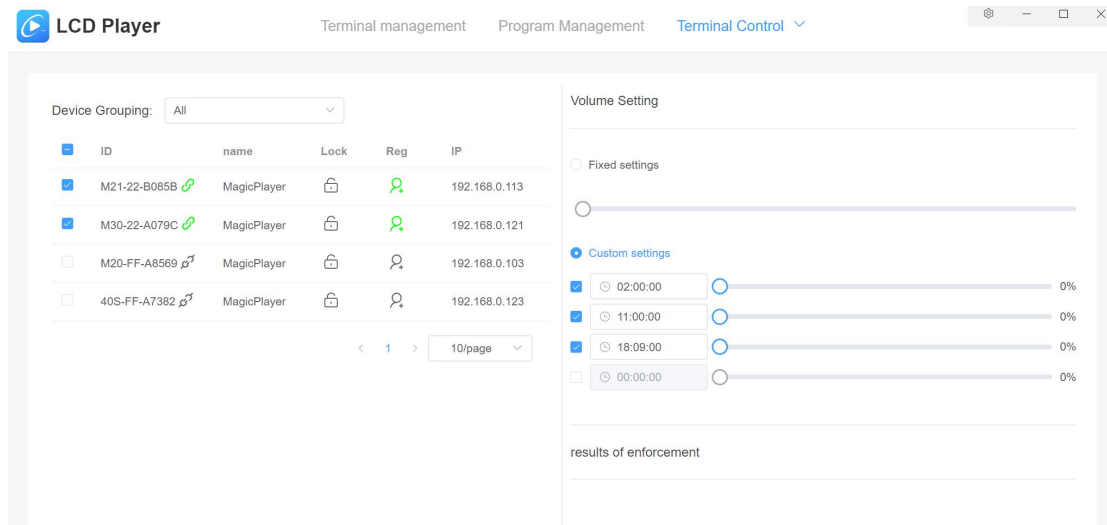 LCD Player
Terminal management Program Management Terminal Control
Device Grouping: All
ID name Lock Reg IP
M21-22-B085B MagicPlayer 192.168.0.113
M30-22-A079C MagicPlayer 192.168.0.121
M20-FF-A8569 MagicPlayer 192.168.0.103
40S-FF-A7382 MagicPlayer 192.168.0.123
< 1 > 10/page
Volume Setting
Fixed settings
Custom settings
02:00:00 0%
11:00:00 0%
18:09:00 0%
00:00:00 0%
results of enforcement